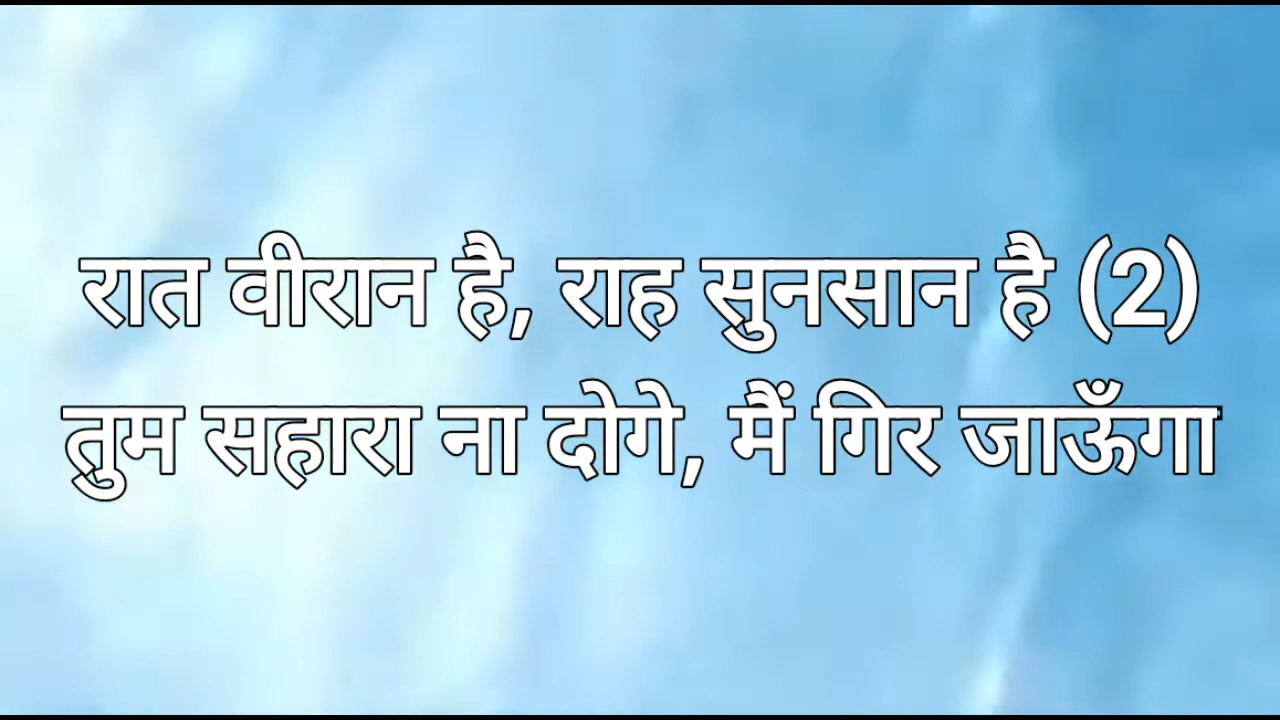 रात वीरान है, राह सुनसान है (2)
तुम सहारा ना दोगे, मैं गिर जाऊँगा